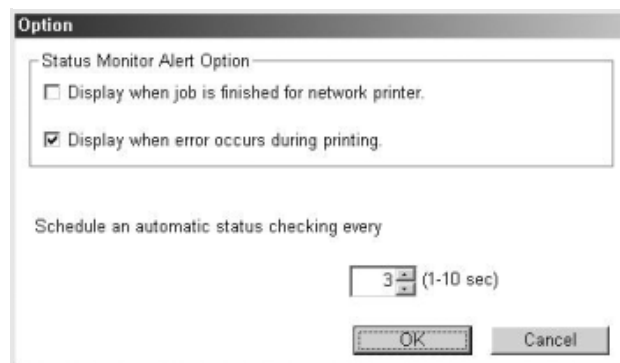 Option
Status Monitor Alert Option
Display when job is finished for network printer.
Display when error occurs during printing.
Schedule an automatic status checking every
3 (1-10 sec)
OK Cancel